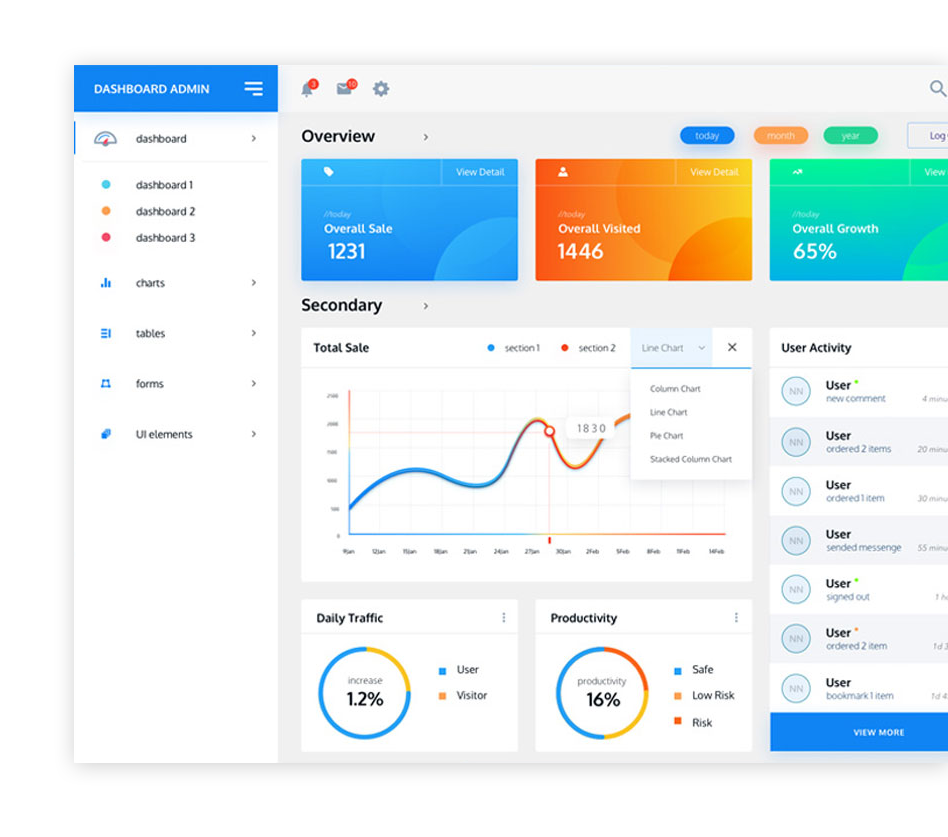 DASHBOARD ADMIN
3
10
dashboard
dashboard 1
dashboard 2
dashboard 3
charts
tables
forms
UI elements
Overview
today
month
year
Log
View Detail
//today
Overall Sale
1231
View Detail
//today
Overall Visited
1446
View
//today
Overall Growth
65%
Secondary
Total Sale
section 1
section 2
Line Chart
Column Chart
Line Chart
Pie Chart
Stacked Column Chart
2500
2000
1500
1000
500
0
1830
9Jan 12Jan 15Jan 18Jan 21Jan 24Jan 27Jan 30Jan 2Feb 5Feb 8Feb 11Feb 14Feb
User Activity
NN
User
new comment
4 minu
NN
User
ordered 2 items
20 minu
NN
User
ordered 1 item
30 minu
NN
User
sended messenge
55 minu
NN
User
signed out
1 ho
NN
User
ordered 2 item
1d 3
NN
User
bookmark 1 item
1d 4
VIEW MORE
Daily Traffic
increase
1.2%
User
Visitor
Productivity
productivity
16%
Safe
Low Risk
Risk